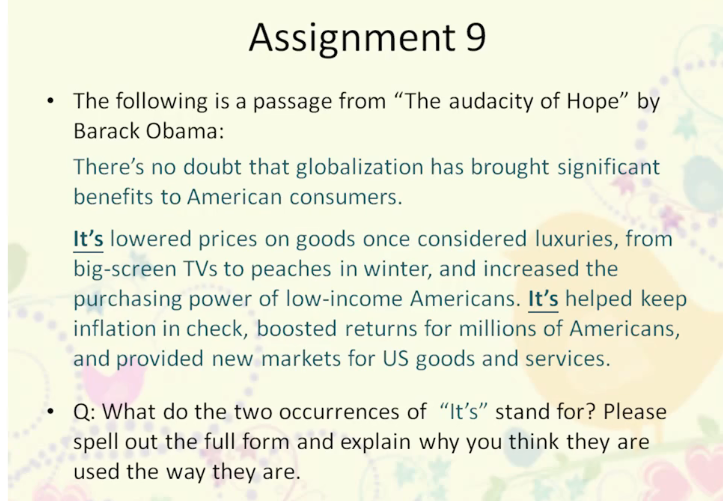 Assignment 9
• The following is a passage from “The audacity of Hope” by
Barack Obama:
There’s no doubt that globalization has brought significant
benefits to American consumers.
It’s lowered prices on goods once considered luxuries, from
big-screen TVs to peaches in winter, and increased the
purchasing power of low-income Americans. It’s helped keep
inflation in check, boosted returns for millions of Americans,
and provided new markets for US goods and services.
• Q: What do the two occurrences of “It’s” stand for? Please
spell out the full form and explain why you think they are
used the way they are.